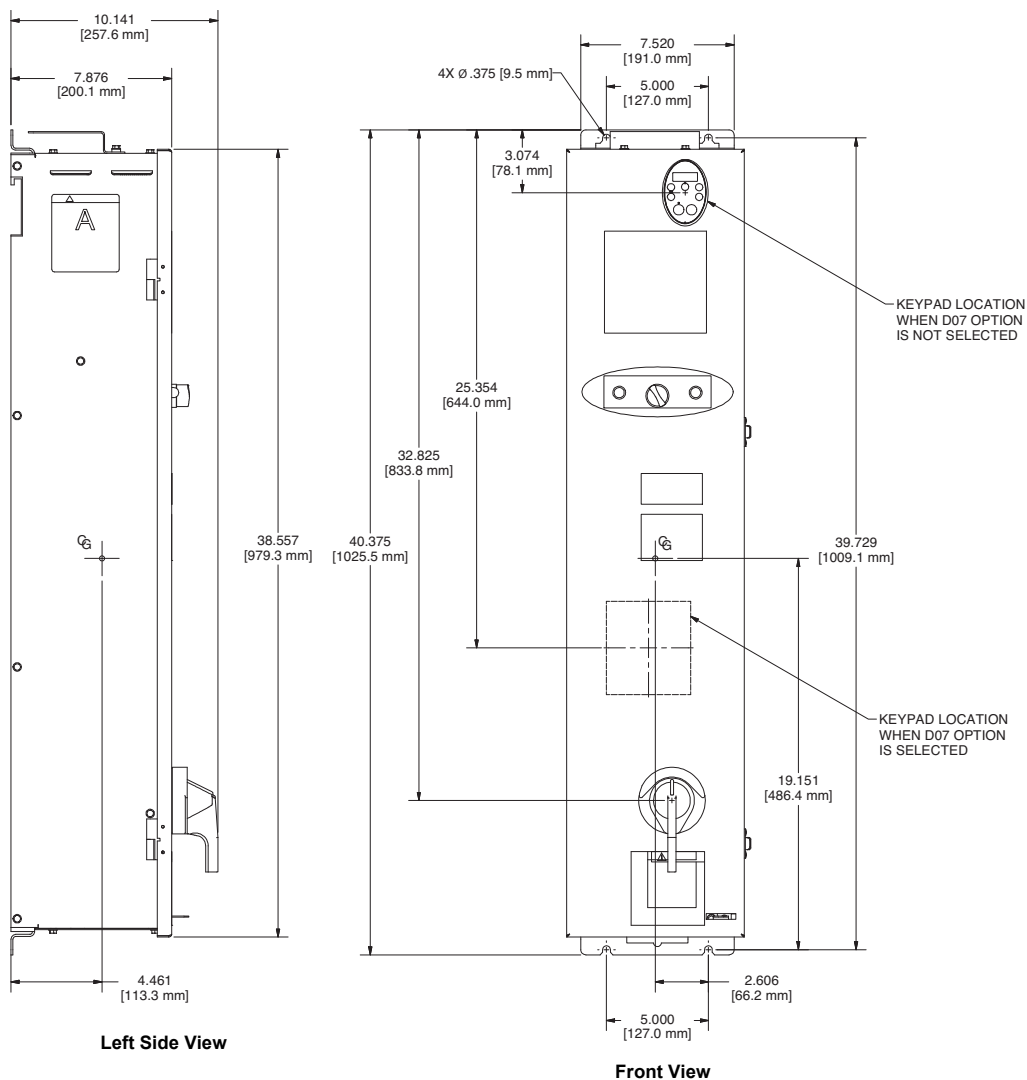 10.141
[257.6 mm]
7.876
[200.1 mm]
A
CG
38.557
[979.3 mm]
4.461
[113.3 mm]
Left Side View
7.520
[191.0 mm]
4X Ø .375 [9.5 mm]
5.000
[127.0 mm]
3.074
[78.1 mm]
KEYPAD LOCATION
WHEN D07 OPTION
IS NOT SELECTED
25.354
[644.0 mm]
32.825
[833.8 mm]
40.375
[1025.5 mm]
CG
39.729
[1009.1 mm]
KEYPAD LOCATION
WHEN D07 OPTION
IS SELECTED
19.151
[486.4 mm]
2.606
[66.2 mm]
5.000
[127.0 mm]
Front View